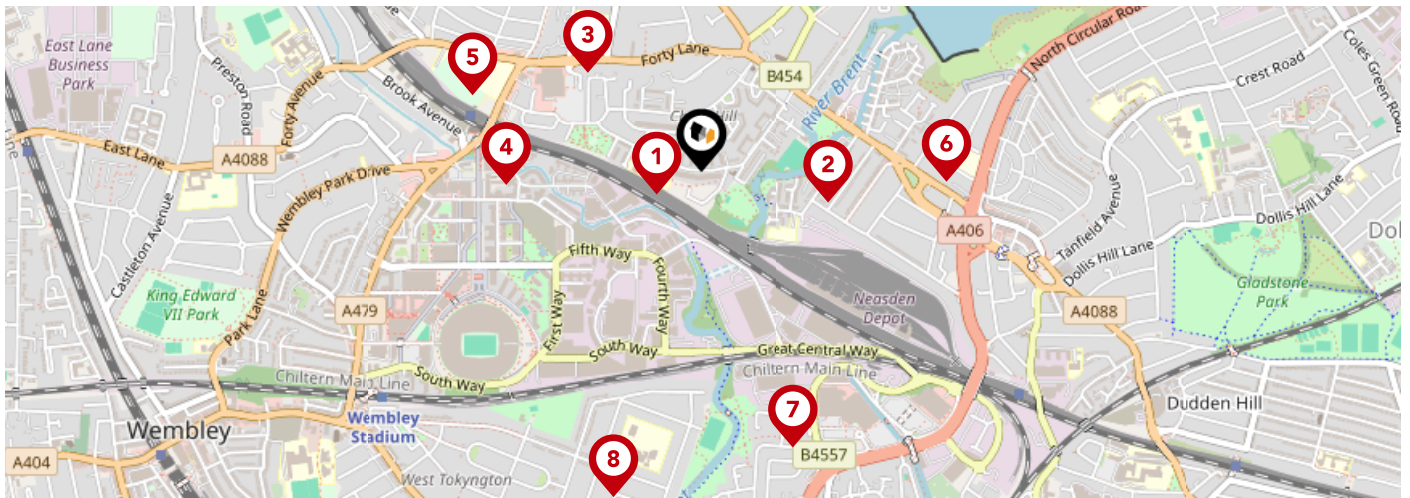 East Lane
Business
Park
Preston Road
Forty Avenue
Brook Avenue
5
3
Forty Lane
B454
River Brent
North Circular Roa
Crest Road
Coles Green Road
Lane
East Lane
A4088
Wembley Park Drive
4
1
Hill
2
6
A406
Tanfield Avenue
Dollis Hill Lane
Dollis Hill Lane
Dol
Castleton Avenue
King Edward
VII Park
Park Lane
A479
Fifth Way
First Way
Fourth Way
South Way
South Way
Neasden
Depot
Gladstone
Park
A4088
Great Central Way
Chiltern Main Line
Chiltern Main Line
Wembley
Stadium
Wembley
A404
West Tokyngton
8
7
B4557
Dudden Hill